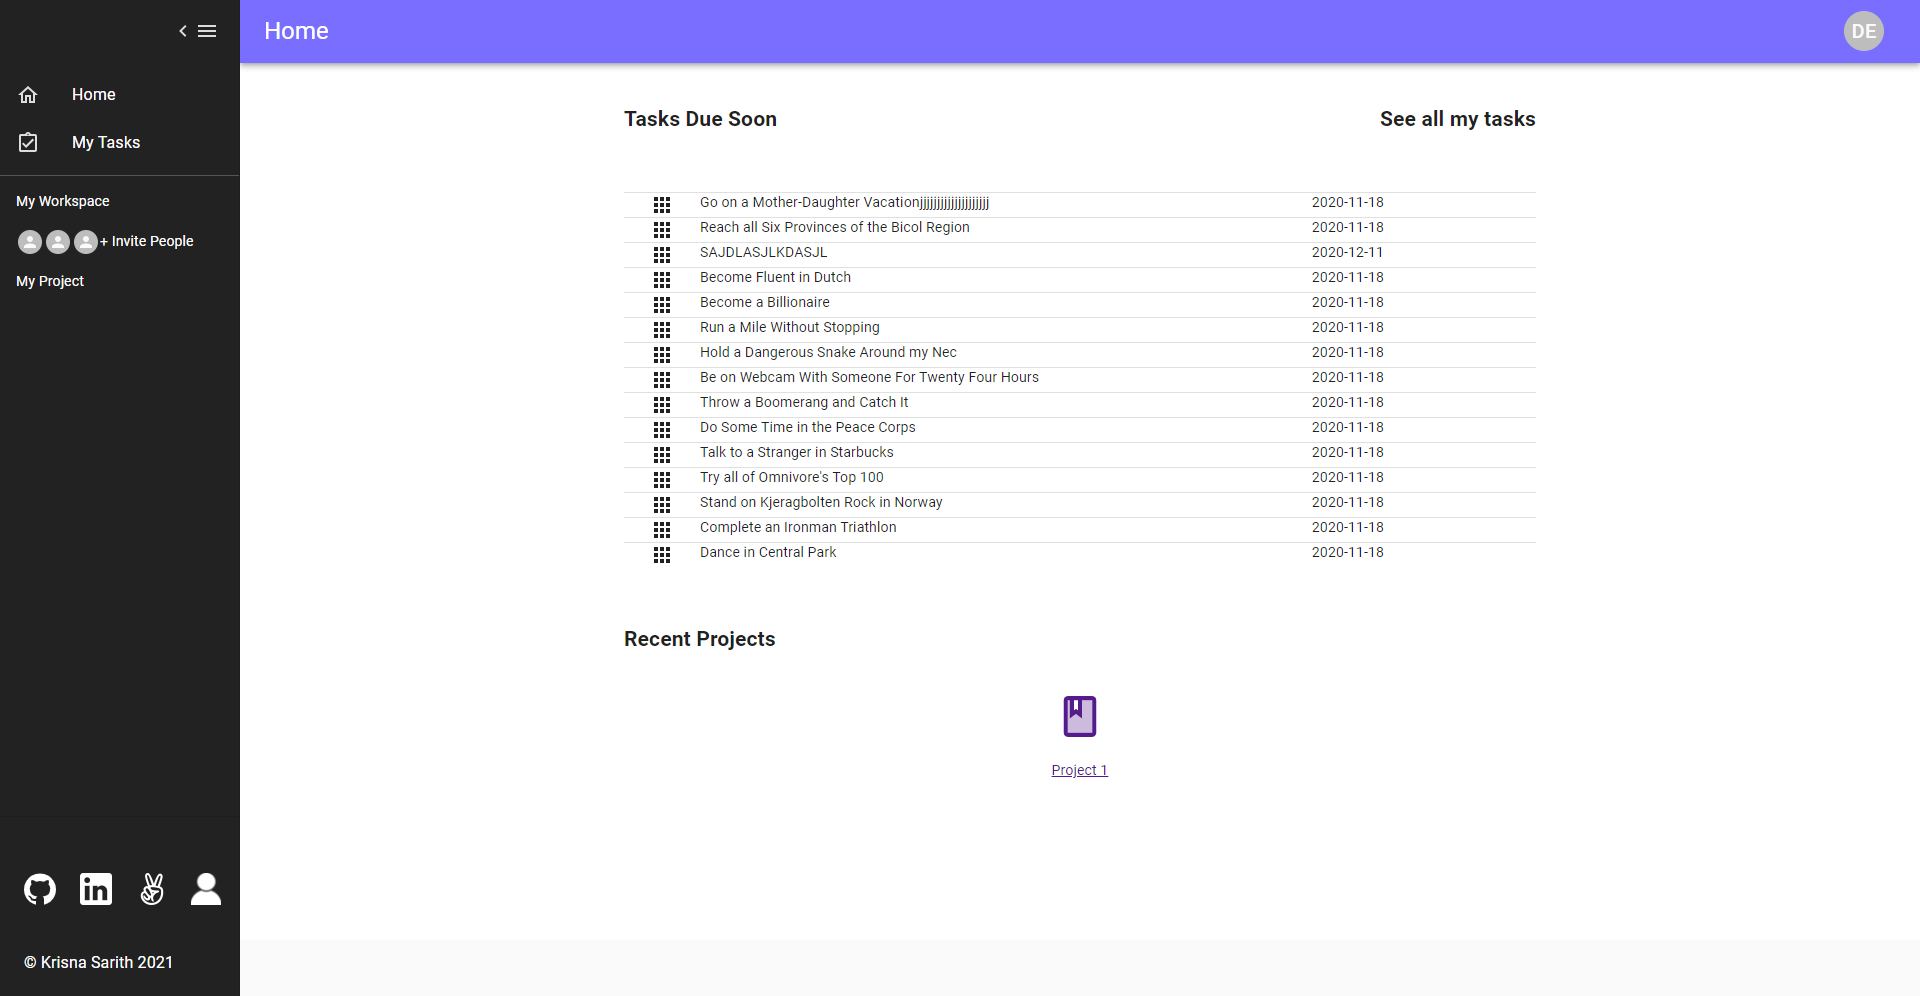 Home
DE
Home
My Tasks
My Workspace
+ Invite People
My Project
Tasks Due Soon
See all my tasks
Go on a Mother-Daughter Vacationjjjjjjjjjjjjjjjjjjjj 2020-11-18
Reach all Six Provinces of the Bicol Region 2020-11-18
SAJDLASJLKDASJL 2020-12-11
Become Fluent in Dutch 2020-11-18
Become a Billionaire 2020-11-18
Run a Mile Without Stopping 2020-11-18
Hold a Dangerous Snake Around my Nec 2020-11-18
Be on Webcam With Someone For Twenty Four Hours 2020-11-18
Throw a Boomerang and Catch It 2020-11-18
Do Some Time in the Peace Corps 2020-11-18
Talk to a Stranger in Starbucks 2020-11-18
Try all of Omnivore's Top 100 2020-11-18
Stand on Kjeragbolten Rock in Norway 2020-11-18
Complete an Ironman Triathlon 2020-11-18
Dance in Central Park 2020-11-18
Recent Projects
Project 1
in
© Krisna Sarith 2021